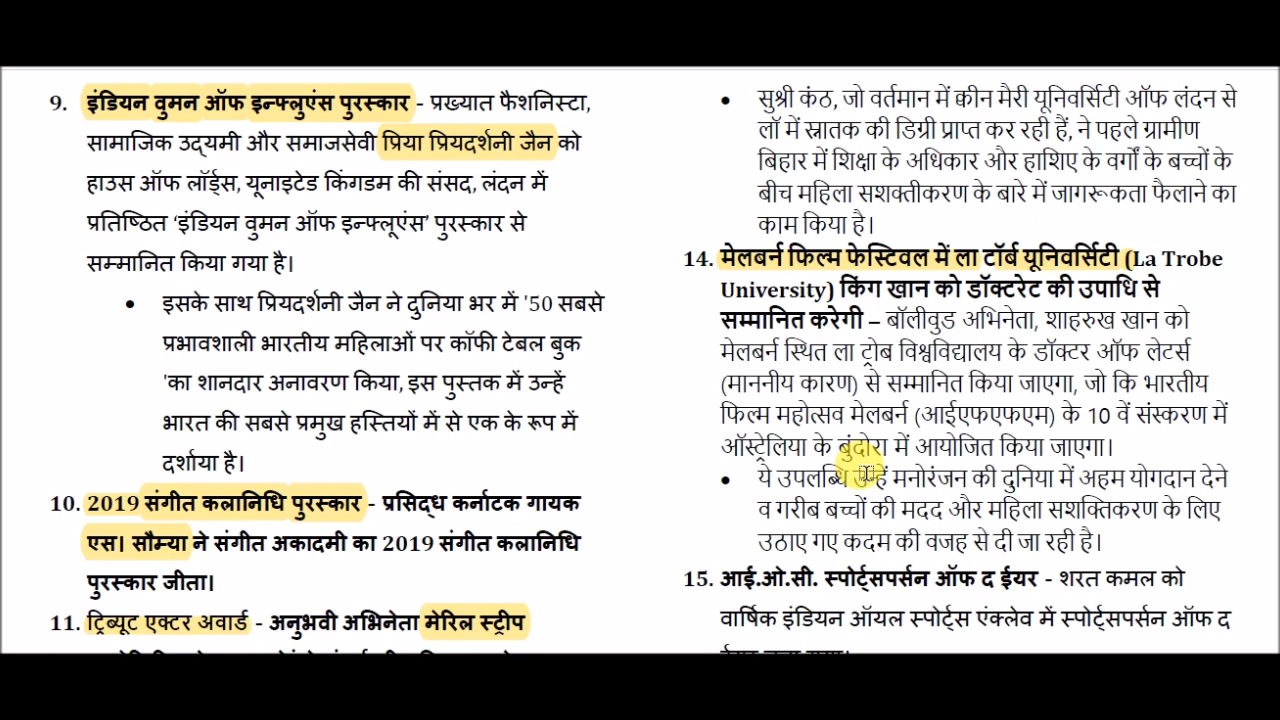 9. इंडियन वुमन ऑफ इन्फ्लुएंस पुरस्कार - प्रख्यात फैशनिस्टा,
सामाजिक उद्यमी और समाजसेवी प्रिया प्रियदर्शनी जैन को
हाउस ऑफ लॉर्ड्स, यूनाइटेड किंगडम की संसद, लंदन में
प्रतिष्ठित ‘इंडियन वुमन ऑफ इन्फ्लूएंस’ पुरस्कार से
सम्मानित किया गया है।
• इसके साथ प्रियदर्शनी जैन ने दुनिया भर में '50 सबसे
प्रभावशाली भारतीय महिलाओं पर कॉफी टेबल बुक
'का शानदार अनावरण किया, इस पुस्तक में उन्हें
भारत की सबसे प्रमुख हस्तियों में से एक के रूप में
दर्शाया है।
10. 2019 संगीत कलानिधि पुरस्कार - प्रसिद्ध कर्नाटक गायक
एस। सौम्या ने संगीत अकादमी का 2019 संगीत कलानिधि
पुरस्कार जीता।
11. ट्रिब्यूट एक्टर अवार्ड - अनुभवी अभिनेता मेरिल स्ट्रीप
• सुश्री कंठ, जो वर्तमान में क्वीन मैरी यूनिवर्सिटी ऑफ लंदन से
लॉ में स्नातक की डिग्री प्राप्त कर रही हैं, ने पहले ग्रामीण
बिहार में शिक्षा के अधिकार और हाशिए के वर्गों के बच्चों के
बीच महिला सशक्तीकरण के बारे में जागरूकता फैलाने का
काम किया है।
14. मेलबर्न फिल्म फेस्टिवल में ला टॉर्ब यूनिवर्सिटी (La Trobe
University) किंग खान को डॉक्टरेट की उपाधि से
सम्मानित करेगी – बॉलीवुड अभिनेता, शाहरुख खान को
मेलबर्न स्थित ला ट्रोब विश्वविद्यालय के डॉक्टर ऑफ लेटर्स
(माननीय कारण) से सम्मानित किया जाएगा, जो कि भारतीय
फिल्म महोत्सव मेलबर्न (आईएफएफएम) के 10 वें संस्करण में
ऑस्ट्रेलिया के बुंदोरा में आयोजित किया जाएगा।
• ये उपलब्धि उन्हें मनोरंजन की दुनिया में अहम योगदान देने
व गरीब बच्चों की मदद और महिला सशक्तिकरण के लिए
उठाए गए कदम की वजह से दी जा रही है।
15. आई.ओ.सी. स्पोर्ट्सपर्सन ऑफ द ईयर - शरत कमल को
वार्षिक इंडियन ऑयल स्पोर्ट्स एंक्लेव में स्पोर्ट्सपर्सन ऑफ द